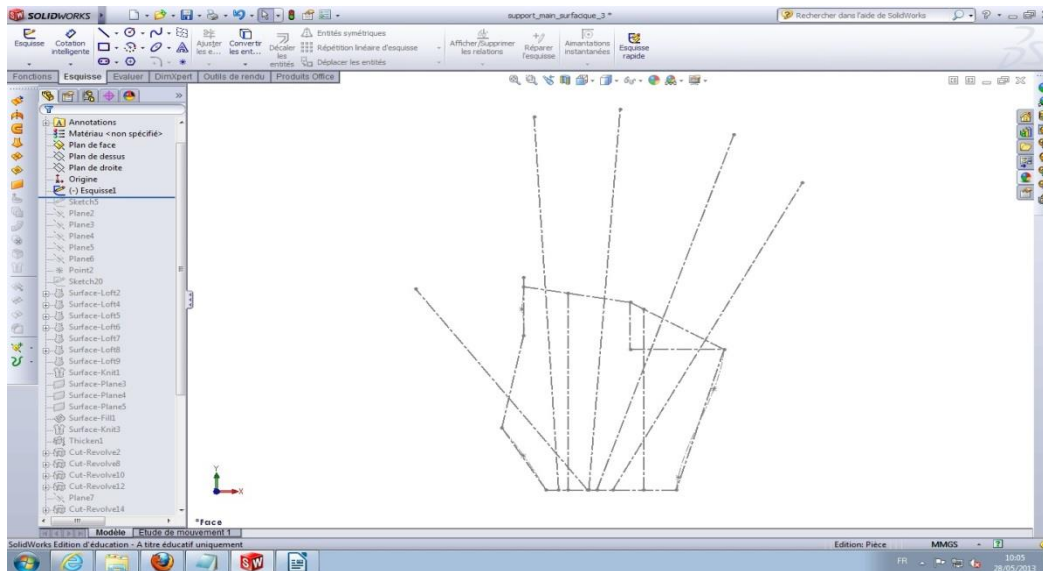 SOLIDWORKS
support_main_surfacique_3 *
Rechercher dans l'aide de SolidWorks
Esquisse
Cotation intelligente
Ajuster les e...
Convertir les ent...
Décaler les entités
Entités symétriques
Répétition linéaire d'esquisse
Déplacer les entités
Afficher/Supprimer les relations
Réparer l'esquisse
Aimantations instantanées
Esquisse rapide
Fonctions Esquisse Evaluer DimXpert Outils de rendu Produits Office
Annotations
Matériau <non spécifié>
Plan de face
Plan de dessus
Plan de droite
Origine
(-) Esquisse1
Sketch5
Plane2
Plane3
Plane4
Plane5
Plane6
Point2
Sketch20
Surface-Loft2
Surface-Loft4
Surface-Loft5
Surface-Loft6
Surface-Loft7
Surface-Loft8
Surface-Loft9
Surface-Knit1
Surface-Plane3
Surface-Plane4
Surface-Plane5
Surface-Fill1
Surface-Knit3
Thicken1
Cut-Revolve2
Cut-Revolve8
Cut-Revolve10
Cut-Revolve12
Plane7
Cut-Revolve14
Y
X
*Face
Modèle Etude de mouvement 1
SolidWorks Edition d'éducation - A titre éducatif uniquement
Edition: Pièce
MMGS
FR
10:05
28/05/2013